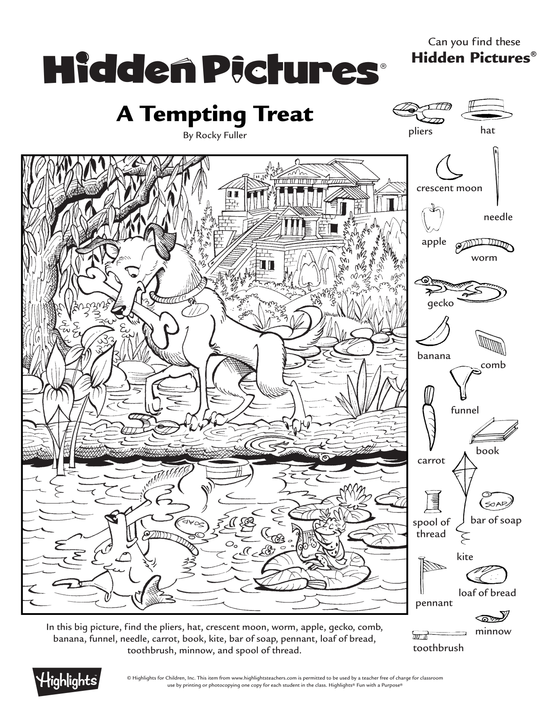 Hidden Pictures®
A Tempting Treat
By Rocky Fuller
Can you find these
Hidden Pictures®
pliers
hat
crescent moon
needle
apple
worm
gecko
banana
comb
funnel
carrot
book
SOAP
spool of
thread
bar of soap
kite
loaf of bread
pennant
minnow
toothbrush
SOAP
In this big picture, find the pliers, hat, crescent moon, worm, apple, gecko, comb,
banana, funnel, needle, carrot, book, kite, bar of soap, pennant, loaf of bread,
toothbrush, minnow, and spool of thread.
Highlights
© Highlights for Children, Inc. This item from www.highlightsteachers.com is permitted to be used by a teacher free of charge for classroom
use by printing or photocopying one copy for each student in the class. Highlights® Fun with a Purpose®